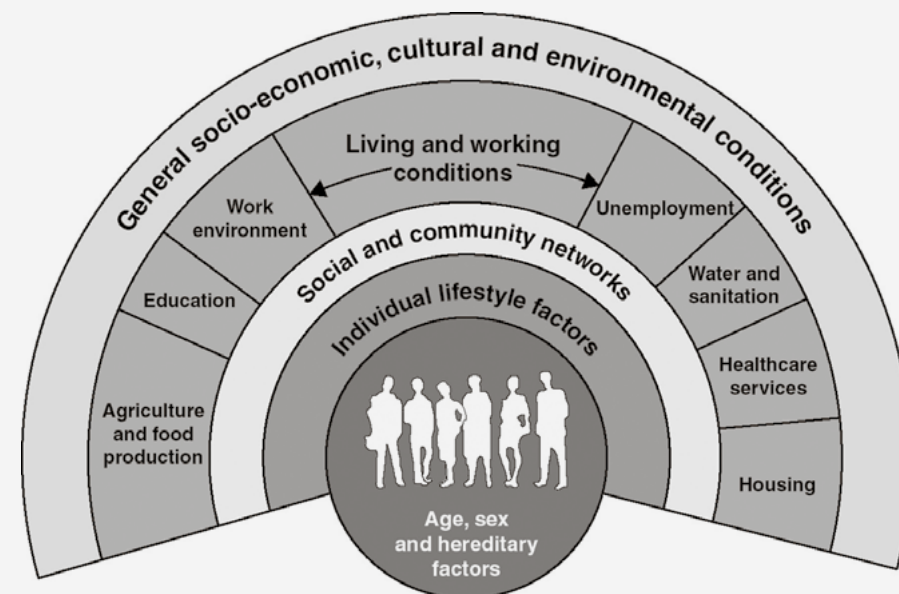 General socio-economic, cultural and environmental conditions
Living and working
conditions
Work
environment
Education
Agriculture
and food
production
Unemployment
Water and
sanitation
Healthcare
services
Housing
Social and community networks
Individual lifestyle factors
Age, sex
and hereditary
factors